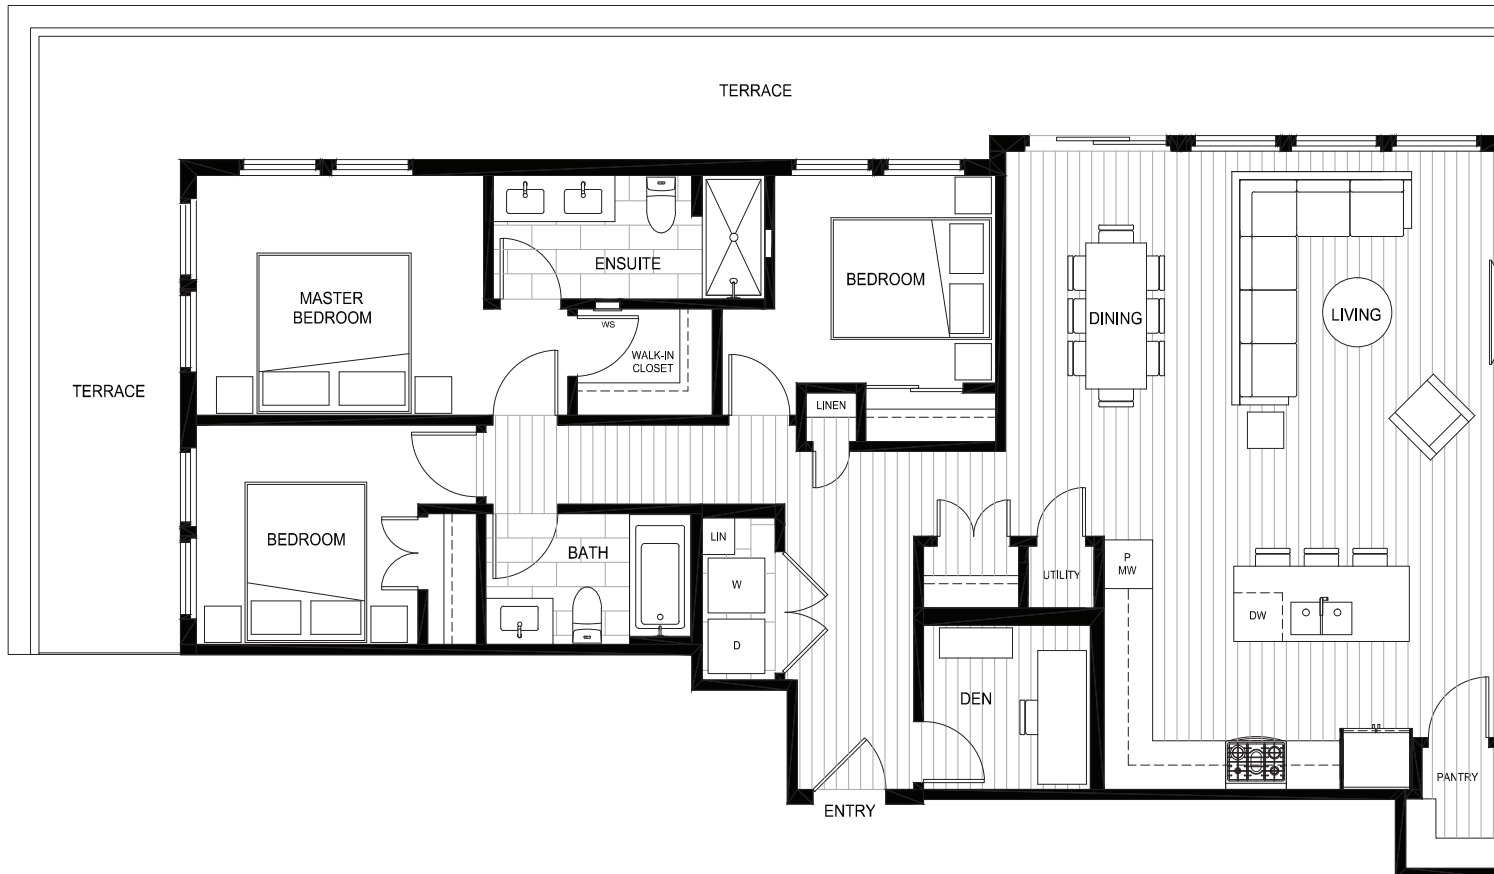 TERRACE
ENSUITE
MASTER
BEDROOM
BEDROOM
DINING
LIVING
WS
WALK-IN
CLOSET
TERRACE
LINEN
BEDROOM
BATH
LIN
W
D
UTILITY
P
MW
DW
DEN
PANTRY
ENTRY